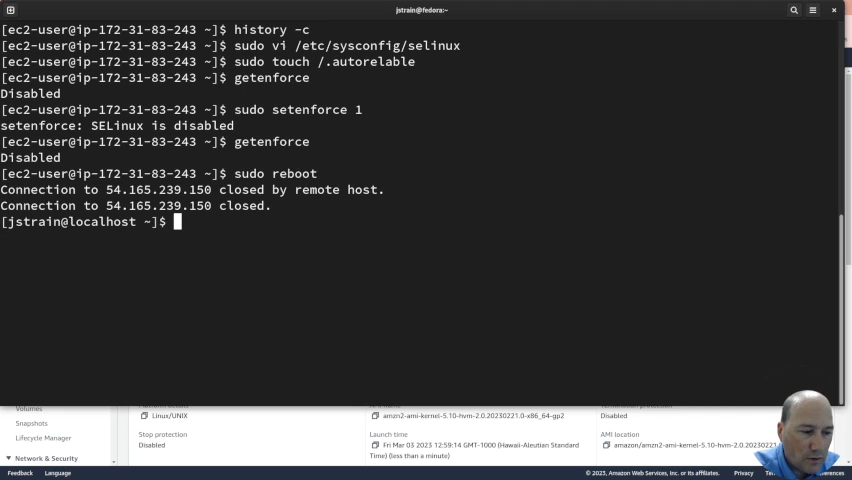 jstrain@fedora:~
[ec2-user@ip-172-31-83-243 ~]$ history -c
[ec2-user@ip-172-31-83-243 ~]$ sudo vi /etc/sysconfig/selinux
[ec2-user@ip-172-31-83-243 ~]$ sudo touch /.autorelable
[ec2-user@ip-172-31-83-243 ~]$ getenforce
Disabled
[ec2-user@ip-172-31-83-243 ~]$ sudo setenforce 1
setenforce: SELinux is disabled
[ec2-user@ip-172-31-83-243 ~]$ getenforce
Disabled
[ec2-user@ip-172-31-83-243 ~]$ sudo reboot
Connection to 54.165.239.150 closed by remote host.
Connection to 54.165.239.150 closed.
[jstrain@localhost ~]$
Volumes
Snapshots
Lifecycle Manager
Network & Security
Linux/UNIX
amzn2-ami-kernel-5.10-hvm-2.0.20230221.0-x86_64-gp2
Disabled
Stop protection
Launch time
AMI location
Disabled
Fri Mar 03 2023 12:59:14 GMT-1000 (Hawaii-Aleutian Standard
Time) (less than a minute)
amazon/amzn2-ami-kernel-5.10-hvm-2.0.202302
Feedback
Language
© 2023, Amazon Web Services, Inc. or its affiliates.
Privacy